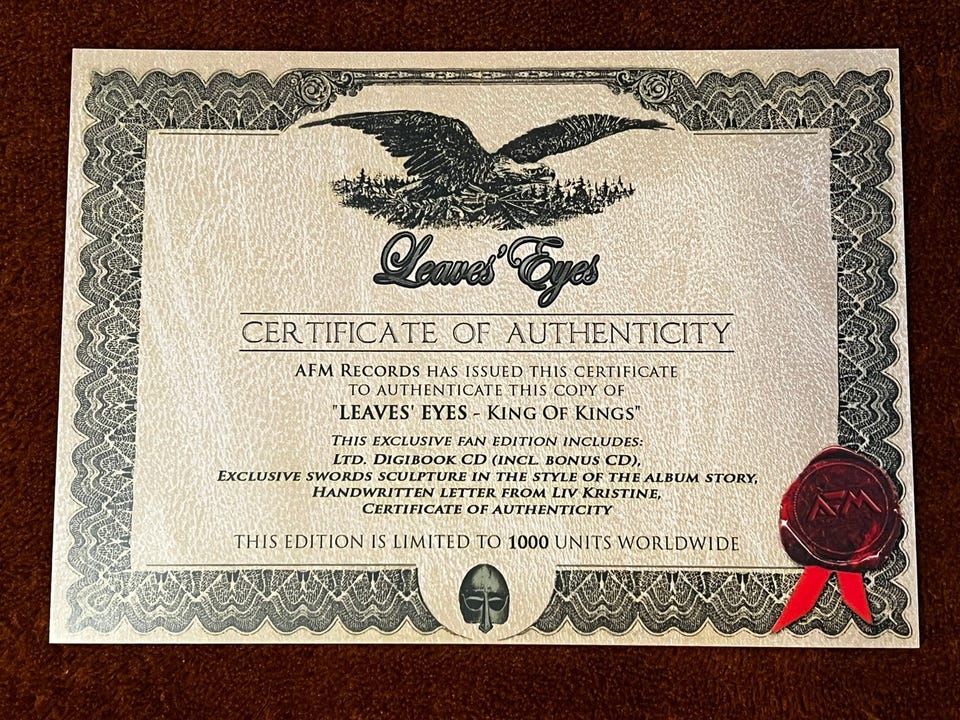 Leaves' Eyes
CERTIFICATE OF AUTHENTICITY
AFM RECORDS HAS ISSUED THIS CERTIFICATE
TO AUTHENTICATE THIS COPY OF
"LEAVES' EYES - KING OF KINGS"
THIS EXCLUSIVE FAN EDITION INCLUDES:
LTD. DIGIBOOK CD (INCL. BONUS CD),
EXCLUSIVE SWORDS SCULPTURE IN THE STYLE OF THE ALBUM STORY,
HANDWRITTEN LETTER FROM LIV KRISTINE,
CERTIFICATE OF AUTHENTICITY
THIS EDITION IS LIMITED TO 1000 UNITS WORLDWIDE
AFM